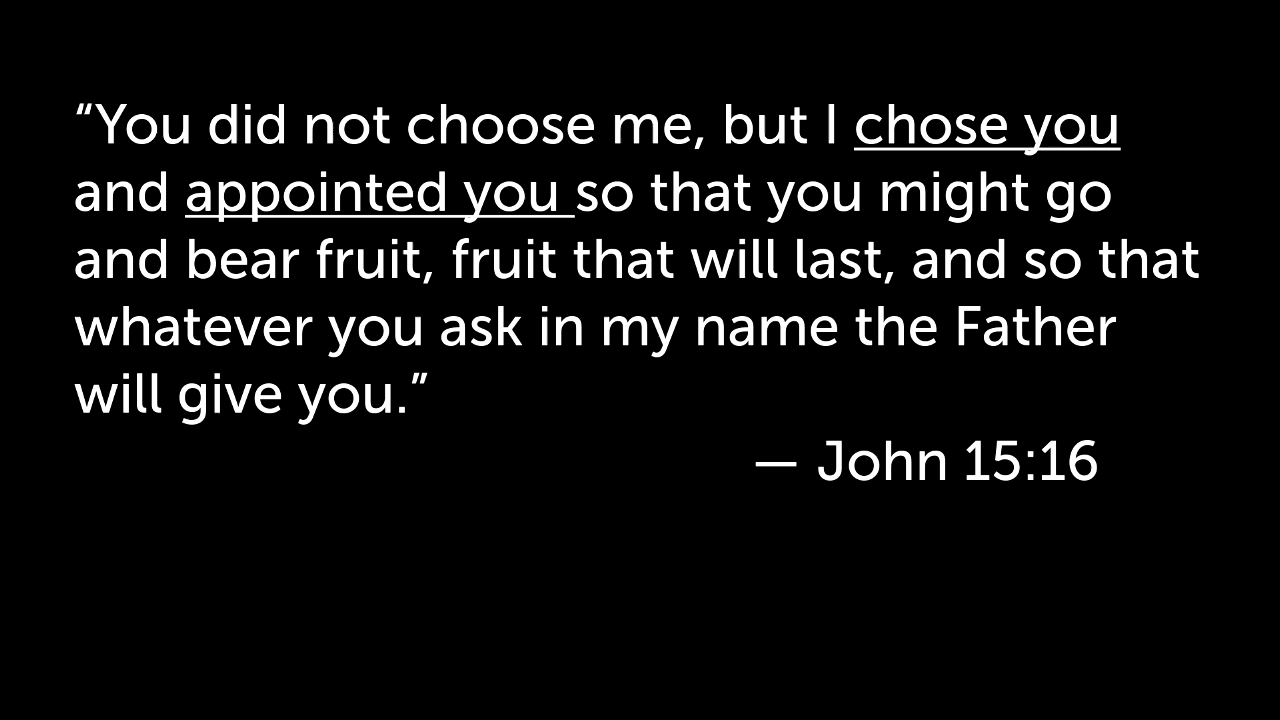 “You did not choose me, but I chose you
and appointed you so that you might go
and bear fruit, fruit that will last, and so that
whatever you ask in my name the Father
will give you.”
— John 15:16